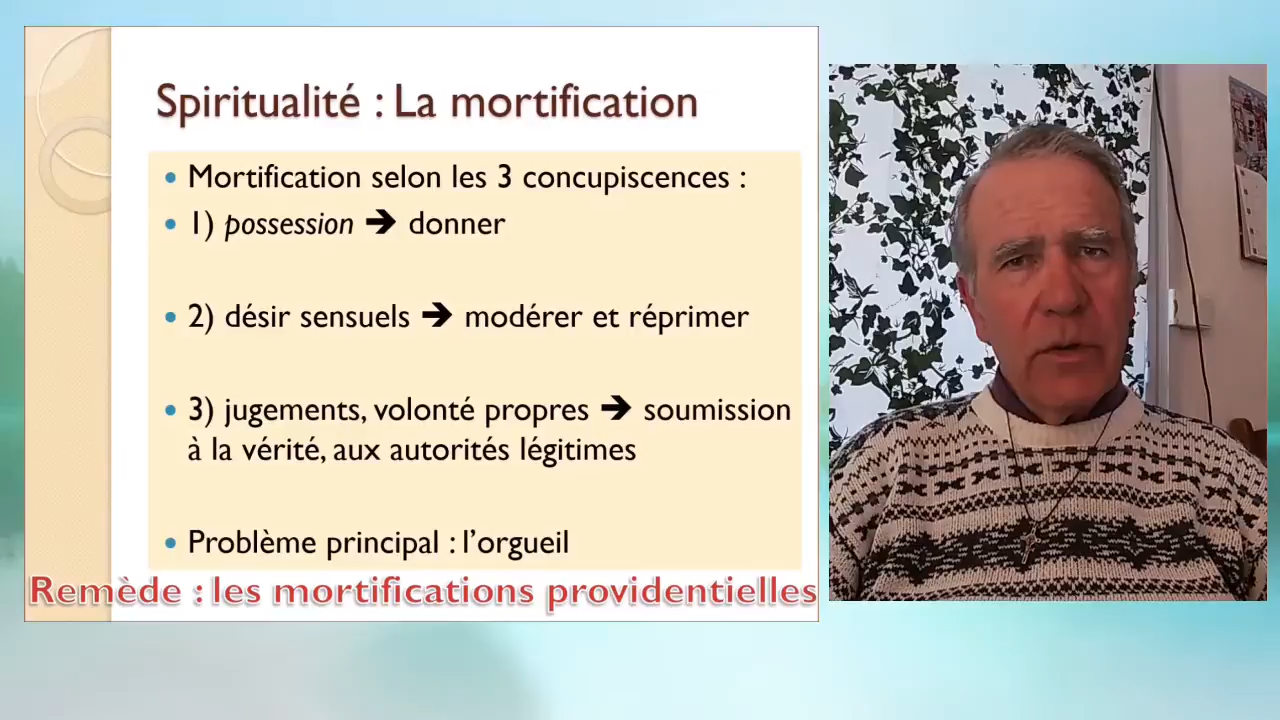 Spiritualité : La mortification
• Mortification selon les 3 concupiscences :
• 1) possession ➔ donner
• 2) désir sensuels ➔ modérer et réprimer
• 3) jugements, volonté propres ➔ soumission
à la vérité, aux autorités légitimes
• Problème principal : l’orgueil
Remède : les mortifications providentielles